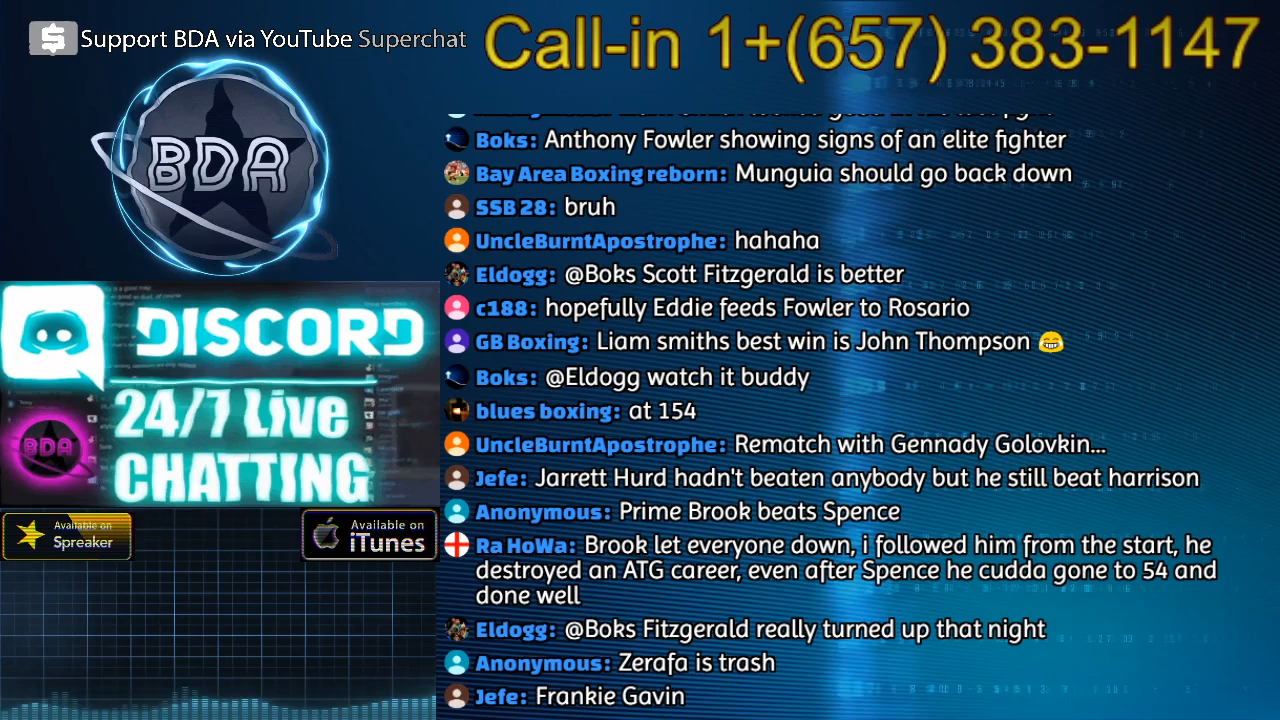 Support BDA via YouTube Superchat
Call-in 1+(657) 383-1147
BDA
Boks: Anthony Fowler showing signs of an elite fighter
Bay Area Boxing reborn: Munguia should go back down
SSB 28: bruh
UncleBurntApostrophe: hahaha
Eldogg: @Boks Scott Fitzgerald is better
c188: hopefully Eddie feeds Fowler to Rosario
GB Boxing: Liam smiths best win is John Thompson 😂
Boks: @Eldogg watch it buddy
blues boxing: at 154
UncleBurntApostrophe: Rematch with Gennady Golovkin...
Jefe: Jarrett Hurd hadn't beaten anybody but he still beat harrison
Anonymous: Prime Brook beats Spence
Ra HoWa: Brook let everyone down, i followed him from the start, he
destroyed an ATG career, even after Spence he cudda gone to 54 and
done well
Eldogg: @Boks Fitzgerald really turned up that night
Anonymous: Zerafa is trash
Jefe: Frankie Gavin
DISCORD
24/7 Live
CHATTING
BDA
Available on
Spreaker
Available on
iTunes